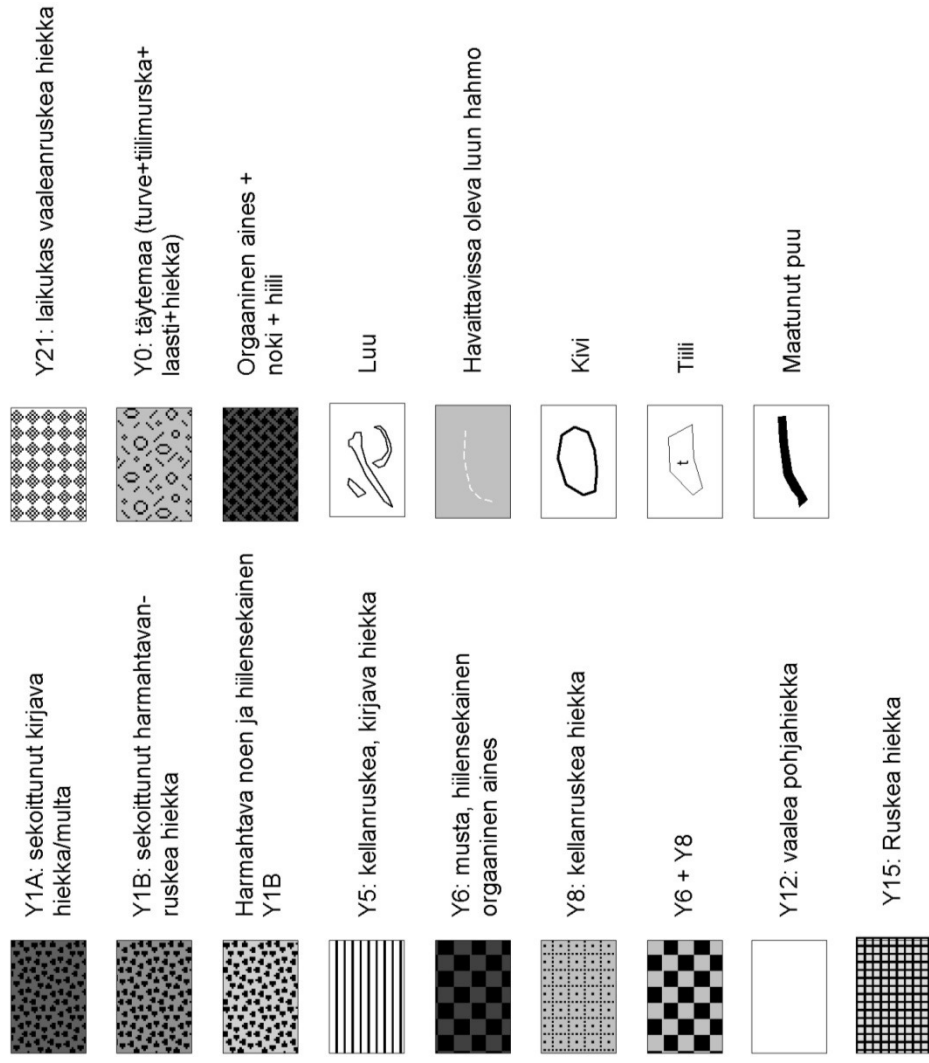 Y1A: sekoittunut kirjava
hiekka/multa
Y1B: sekoittunut harmahtavan-
ruskea hiekka
Harmahtava noen ja hiilensekainen
Y1B
Y5: kellanruskea, kirjava hiekka
Y6: musta, hiilensekainen
orgaaninen aines
Y8: kellanruskea hiekka
Y6 + Y8
Y12: vaalea pohjahiekka
Y15: Ruskea hiekka
Y21: laikukas vaaleanruskea hiekka
Y0: täytemaa (turve+tiilimurska+
laasti+hiekka)
Orgaaninen aines +
noki + hiili
Luu
Havaittavissa oleva luun hahmo
Kivi
t
Tiili
Maatunut puu